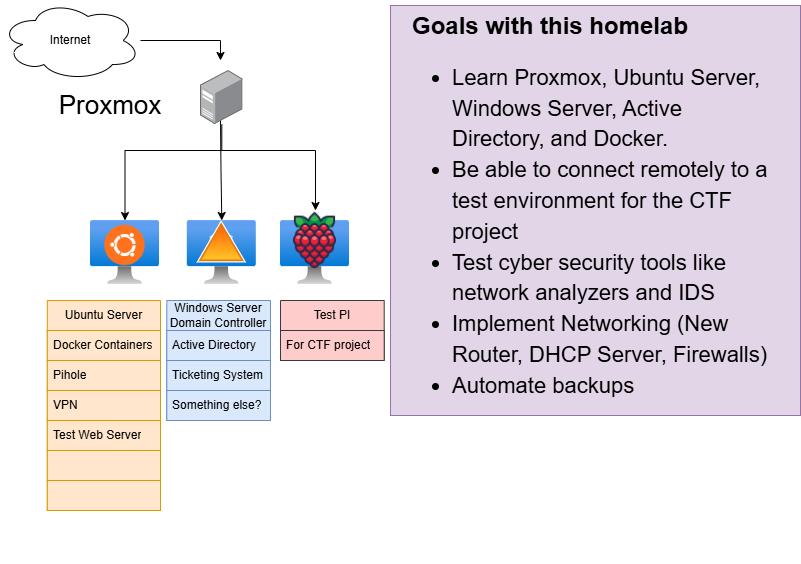 Internet
Proxmox
Ubuntu Server
Docker Containers
Pihole
VPN
Test Web Server
Windows Server
Domain Controller
Active Directory
Ticketing System
Something else?
Test PI
For CTF project
Goals with this homelab
• Learn Proxmox, Ubuntu Server,
Windows Server, Active
Directory, and Docker.
• Be able to connect remotely to a
test environment for the CTF
project
• Test cyber security tools like
network analyzers and IDS
• Implement Networking (New
Router, DHCP Server, Firewalls)
• Automate backups